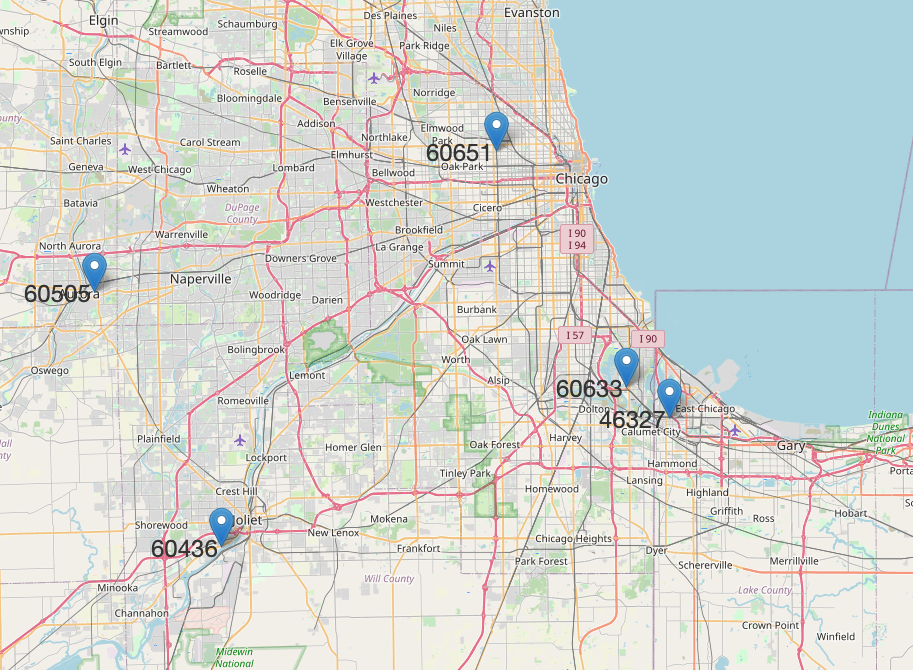 Evanston
Des Plaines
Elgin
Schaumburg
Streamwood
Niles
Elk Grove
Village
Park Ridge
South Elgin
Bartlett
Roselle
Bloomingdale
Bensenville
Norridge
Addison
Northlake
Elmwood
Park
Saint Charles
Carol Stream
Elmhurst
60651
Geneva
West Chicago
Lombard
Bellwood
Oak Park
Chicago
Wheaton
Batavia
DuPage
County
Westchester
Cicero
Warrenville
Brookfield
I 90
I 94
North Aurora
La Grange
Downers Grove
Summit
Naperville
60505
Woodridge
Darien
Burbank
I 57
I 90
Oak Lawn
Bolingbrook
Worth
Oswego
Lemont
Alsip
60633
Romeoville
Dolton
46327
East Chicago
Calumet City
Indiana
Dunes
National
Park
Plainfield
Harvey
Homer Glen
Oak Forest
Gary
Lockport
Hammond
Tinley Park
Lansing
Crest Hill
Homewood
Highland
Griffith
Hobart
Shorewood
Joliet
Mokena
Ross
New Lenox
Chicago Heights
60436
Frankfort
Dyer
Park Forest
Schererville
Merrillville
Will County
Minooka
Lake County
Channahon
Crown Point
Winfield
Midewin
National